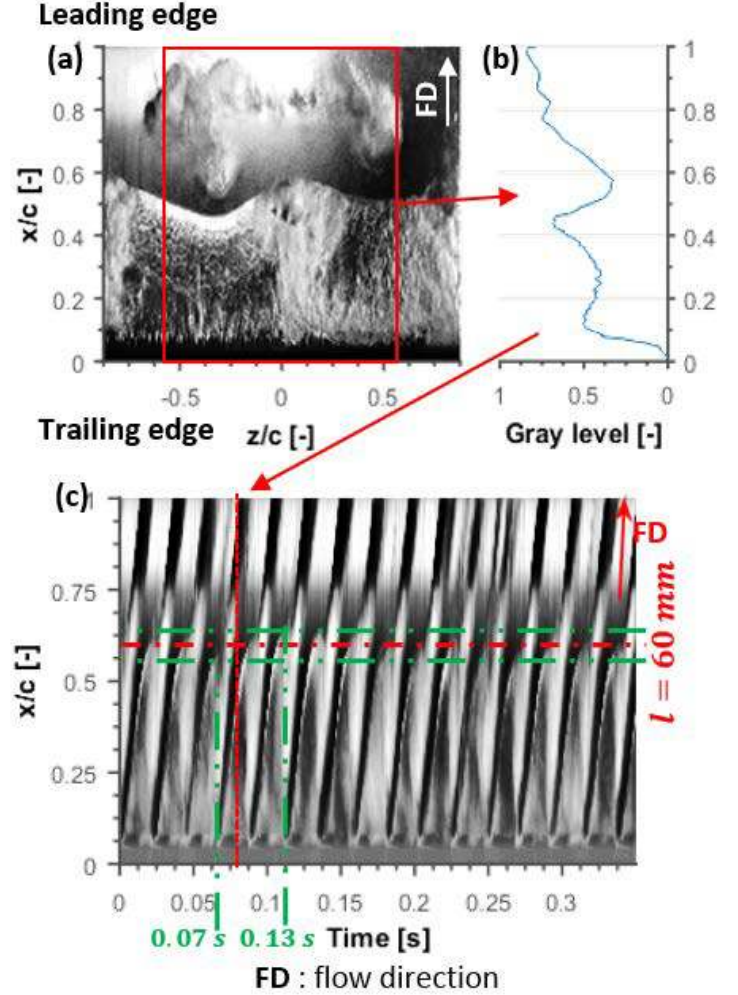 Leading edge
(a)
(b)
FD
1
0.8
0.6
0.4
0.2
0
x/c [-]
-0.5
0
0.5
z/c [-]
1
0.8
0.6
0.4
0.2
0
1
0.5
0
Gray level [-]
Trailing edge
(c)
1
0.75
0.5
0.25
0
x/c [-]
FD
l = 60 mm
0
0.05
0.1
0.15
0.2
0.25
0.3
0.07 s
0.13 s
Time [s]
FD : flow direction